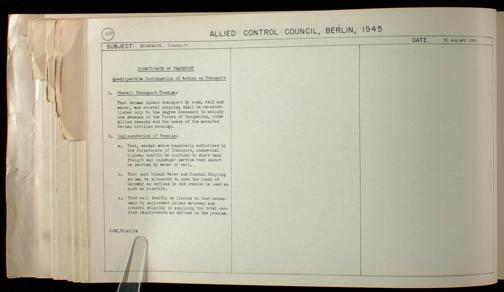 110
ALLIED CONTROL COUNCIL, BERLIN, 1945
SUBJECT: ECONOMICS, Transport
DATE. 30 August 1945
DIRECTORATE OF TRANSPORT
Quadripartite Coordination of Action on Transport
1. Overall Transport Premise:
That German inland transport by road, rail and
water, and coastal shipping shall be re-estab-
lished only to the degree necessary to satisfy
the demands of the Forces of Occupation, other
Allied demands and the needs of the accepted
German civilian economy.
2. Implementation of Premise:
a. That, except where especially authorized by
the Directorate of Transport, commercial
highway traffic be confined to short haul
freight and passenger service that cannot
be carried by water or rail.
b. That such Inland Water and Coastal Shipping
as may be allocated to meet the needs of
Germany as defined in the premise be used as
much as possible.
c. That rail traffic be limited to that neces-
sary to supplement inland waterway and
coastal shipping in supplying the total car-
rier requirements as defined in the premise.